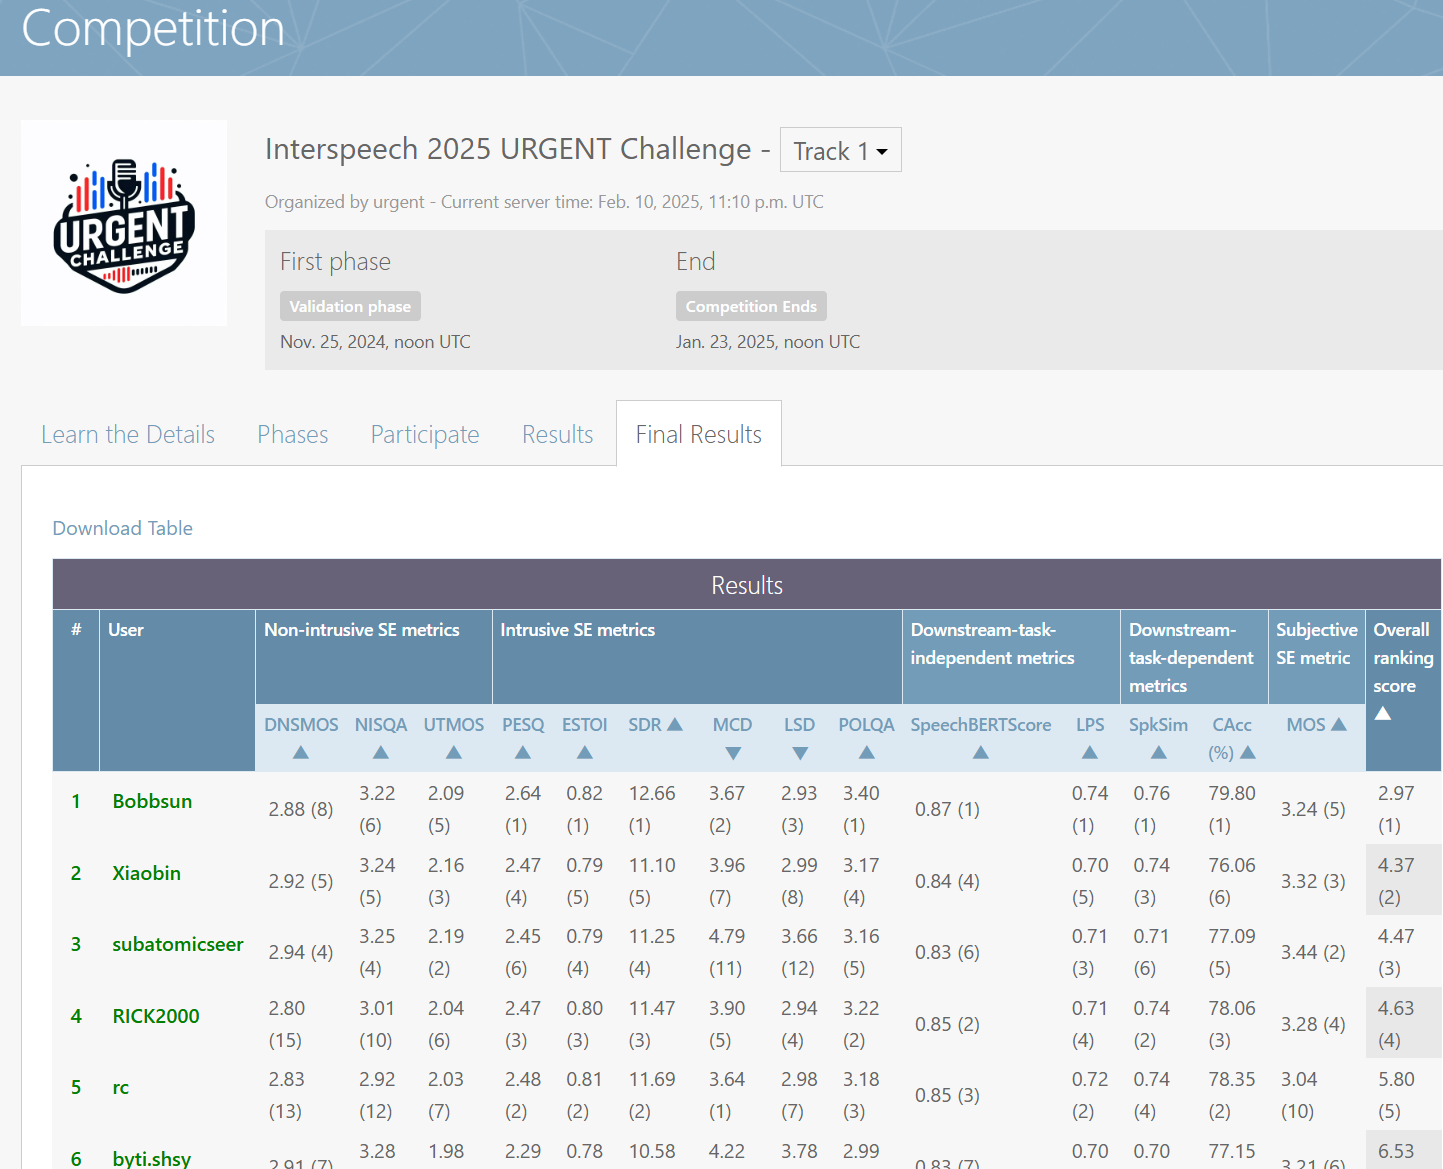 Competition
URGENT
CHALLENGE
Interspeech 2025 URGENT Challenge - Track 1
Organized by urgent - Current server time: Feb. 10, 2025, 11:10 p.m. UTC
First phase
Validation phase
Nov. 25, 2024, noon UTC
End
Competition Ends
Jan. 23, 2025, noon UTC
Learn the Details Phases Participate Results Final Results
Download Table
Results
# User Non-intrusive SE metrics Intrusive SE metrics Downstream-task-independent metrics Downstream-task-dependent metrics Subjective SE metric Overall ranking score ▲
DNSMOS ▲ NISQA ▲ UTMOS ▲ PESQ ▲ ESTOI ▲ SDR ▲ MCD ▼ LSD ▼ POLQA ▲ SpeechBERTScore ▲ LPS ▲ SpkSim ▲ CAcc (%) ▲ MOS ▲
1 Bobbsun 2.88 (8) 3.22 (6) 2.09 (5) 2.64 (1) 0.82 (1) 12.66 (1) 3.67 (2) 2.93 (3) 3.40 (1) 0.87 (1) 0.74 (1) 0.76 (1) 79.80 (1) 3.24 (5) 2.97 (1)
2 Xiaobin 2.92 (5) 3.24 (5) 2.16 (3) 2.47 (4) 0.79 (5) 11.10 (5) 3.96 (7) 2.99 (8) 3.17 (4) 0.84 (4) 0.70 (5) 0.74 (3) 76.06 (6) 3.32 (3) 4.37 (2)
3 subatomicseer 2.94 (4) 3.25 (4) 2.19 (2) 2.45 (6) 0.79 (4) 11.25 (4) 4.79 (11) 3.66 (12) 3.16 (5) 0.83 (6) 0.71 (3) 0.71 (6) 77.09 (5) 3.44 (2) 4.47 (3)
4 RICK2000 2.80 (15) 3.01 (10) 2.04 (6) 2.47 (3) 0.80 (3) 11.47 (3) 3.90 (5) 2.94 (4) 3.22 (2) 0.85 (2) 0.71 (4) 0.74 (2) 78.06 (3) 3.28 (4) 4.63 (4)
5 rc 2.83 (13) 2.92 (12) 2.03 (7) 2.48 (2) 0.81 (2) 11.69 (2) 3.64 (1) 2.98 (7) 3.18 (3) 0.85 (3) 0.72 (2) 0.74 (4) 78.35 (2) 3.04 (10) 5.80 (5)
6 byti.shsy 2.91 (7) 3.28 1.98 2.29 0.78 10.58 4.22 3.78 2.99 0.83 (7) 0.70 0.70 77.15 3.21 (6) 6.53